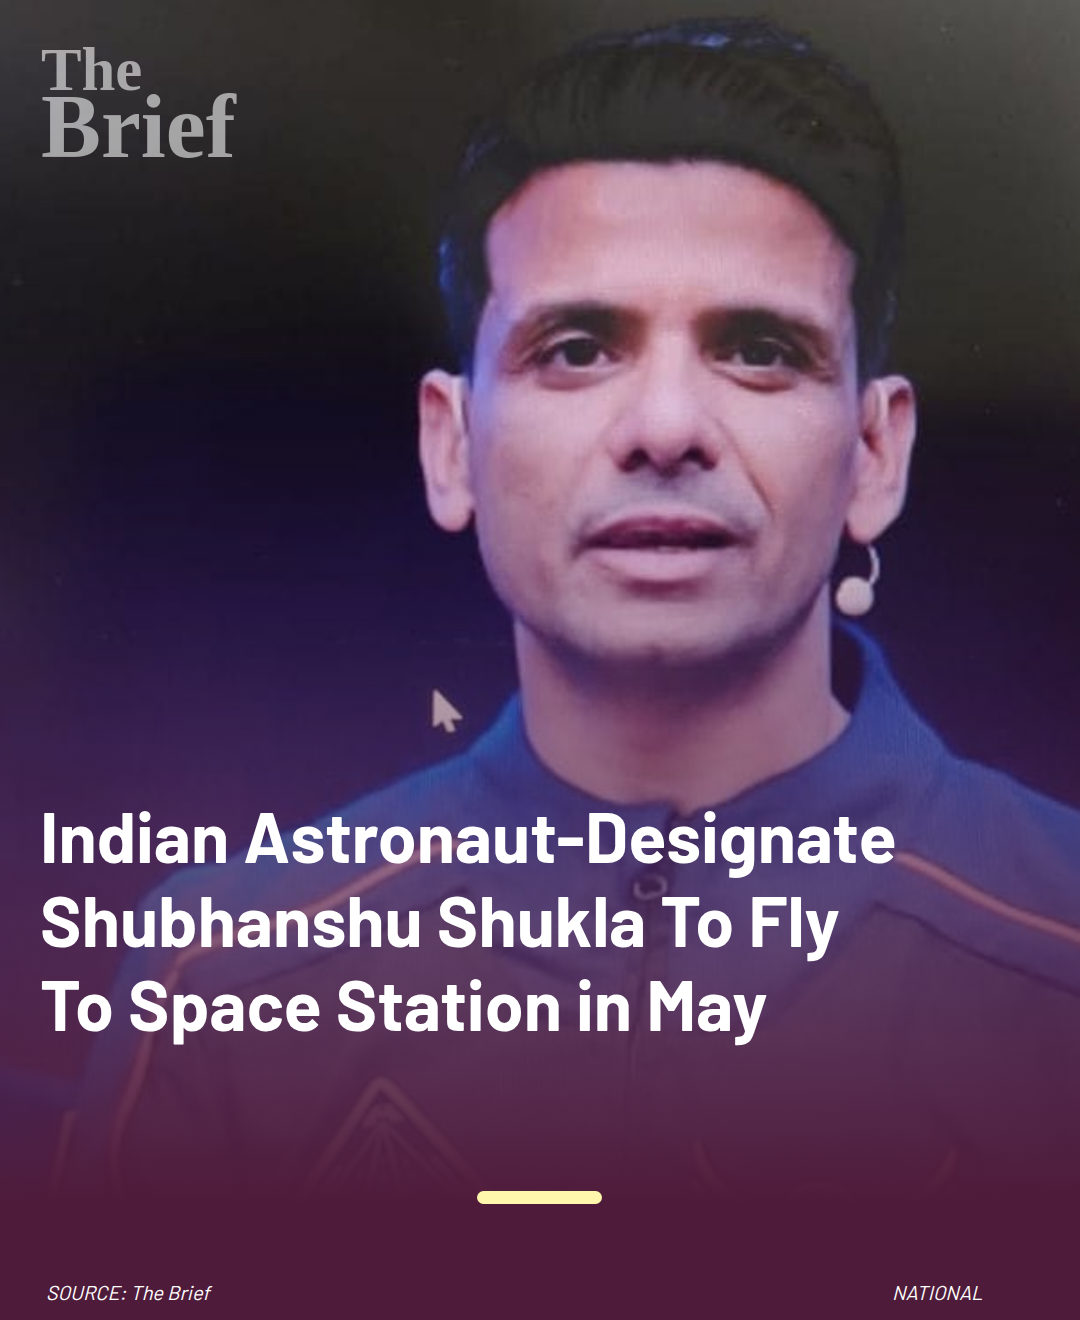 The
Brief
Indian Astronaut-Designate
Shubhanshu Shukla To Fly
To Space Station in May
SOURCE: The Brief
NATIONAL